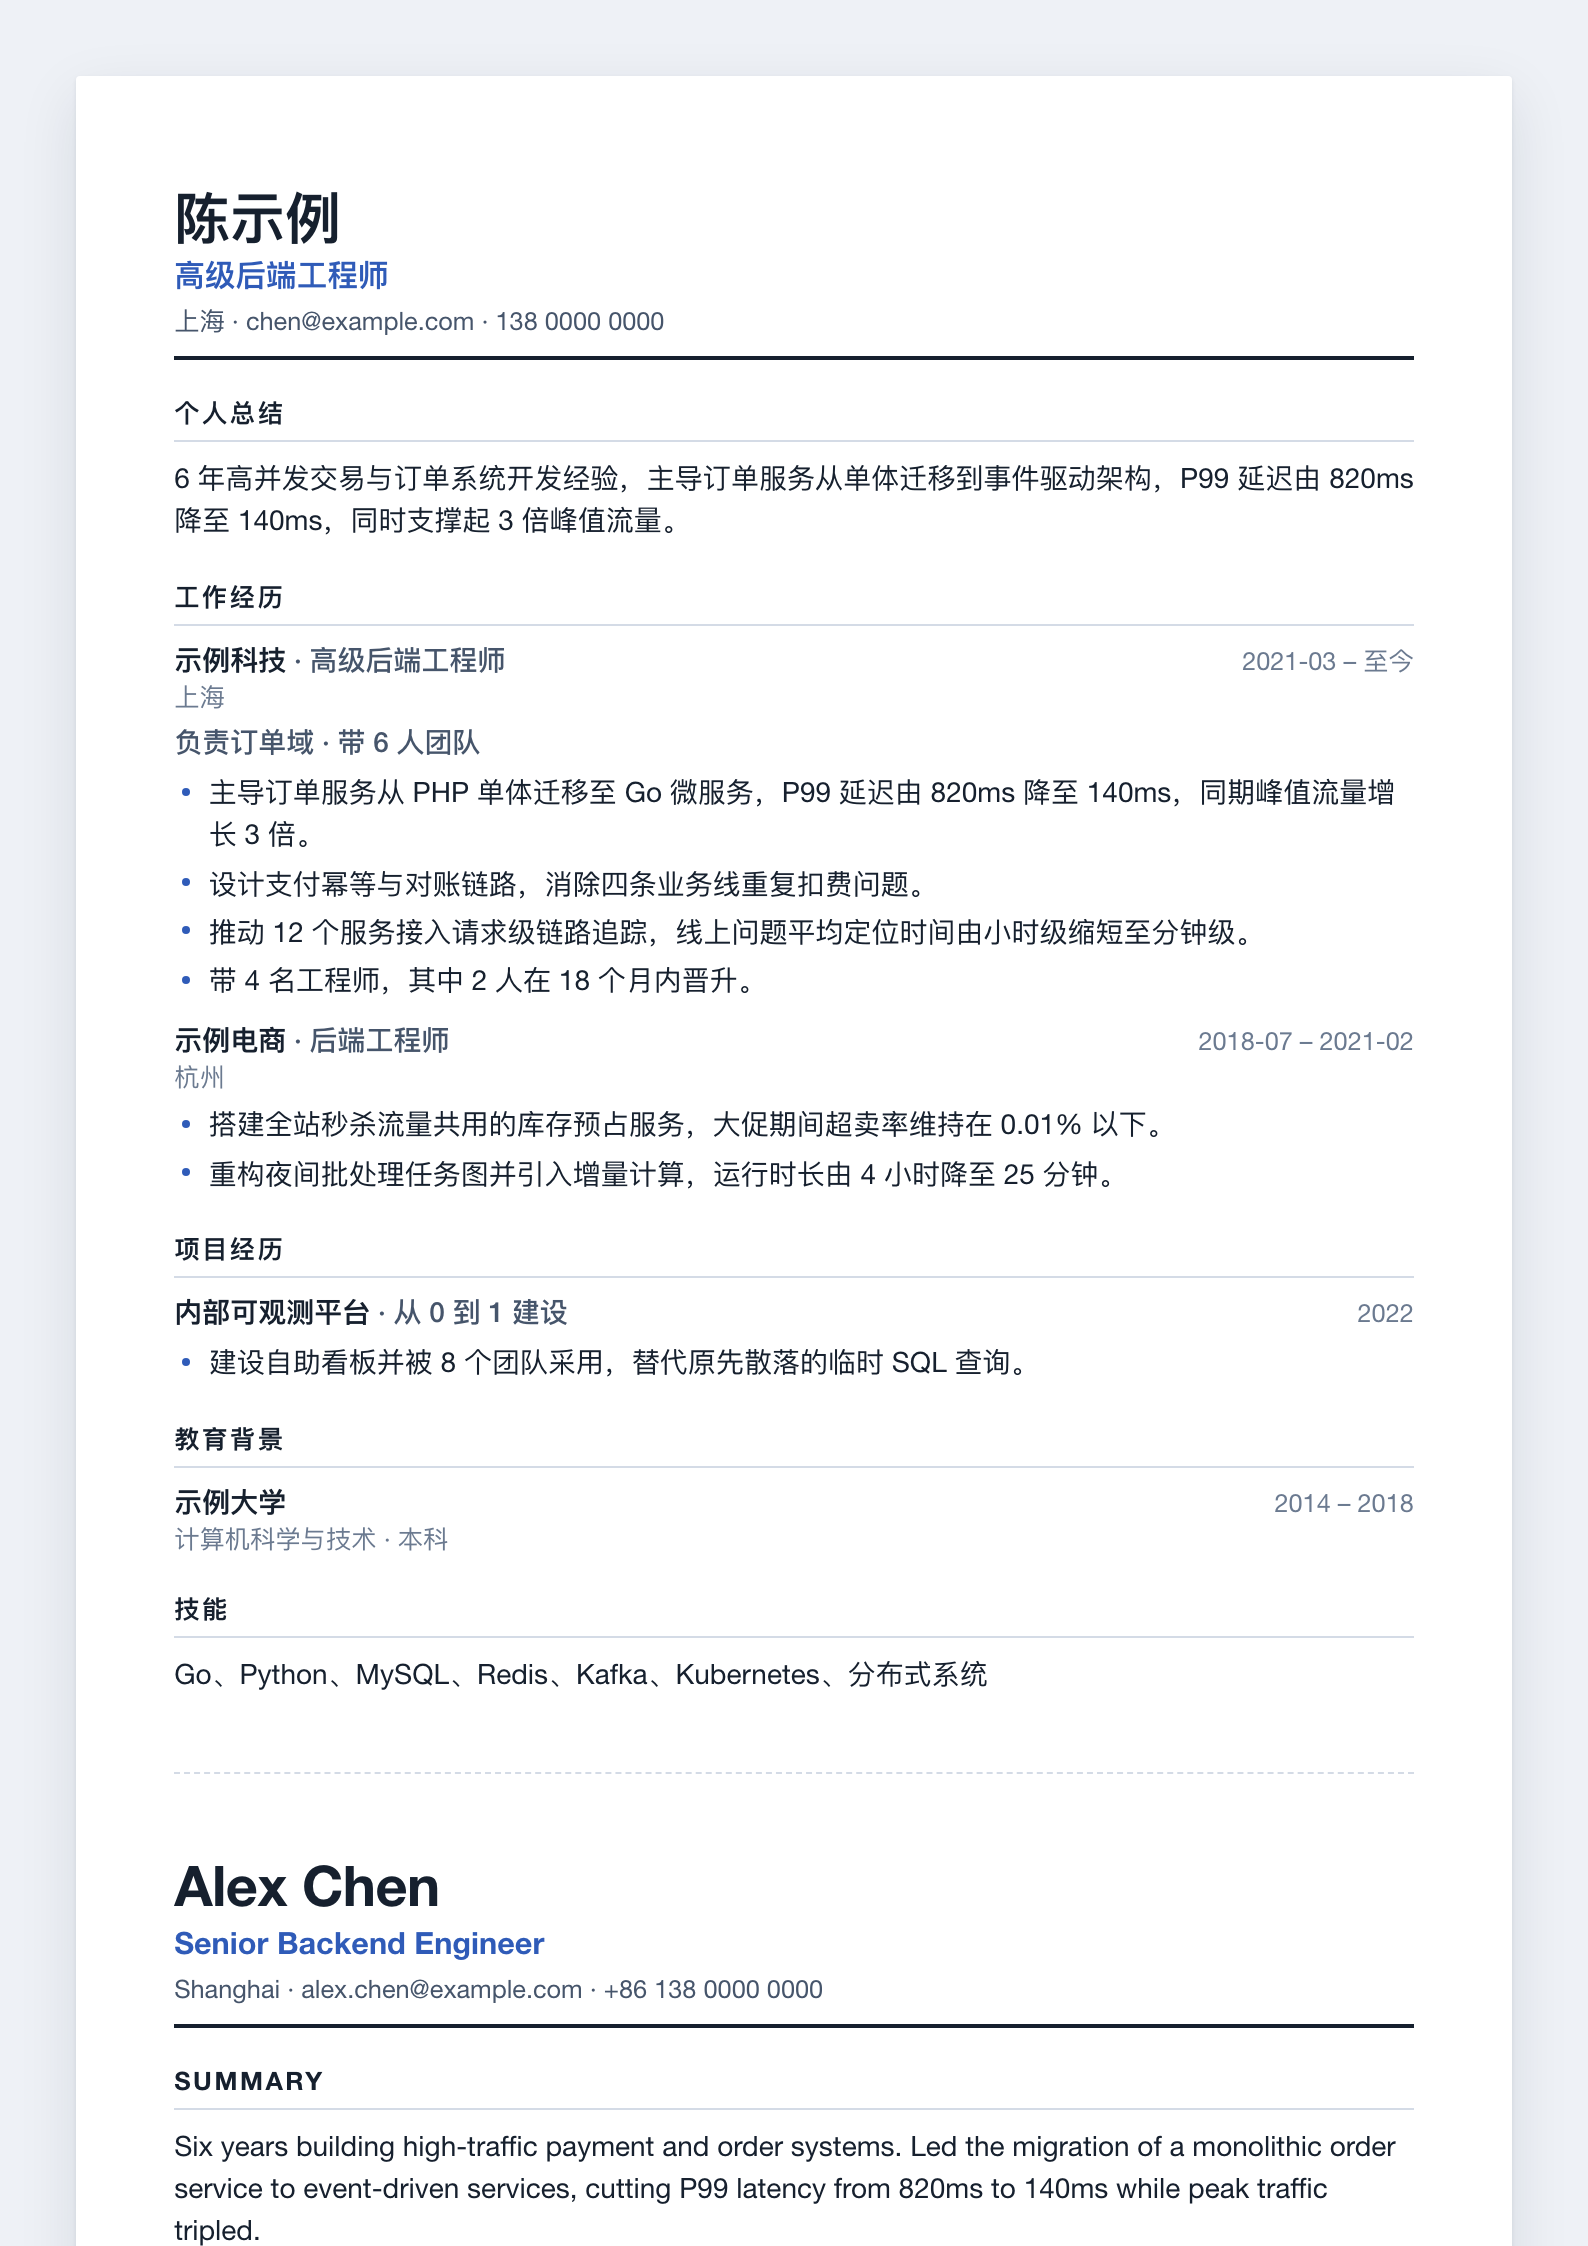 陈示例
高级后端工程师
上海 · chen@example.com · 138 0000 0000
个人总结
6 年高并发交易与订单系统开发经验，主导订单服务从单体迁移到事件驱动架构，P99 延迟由 820ms
降至 140ms，同时支撑起 3 倍峰值流量。
工作经历
示例科技 · 高级后端工程师 2021-03 – 至今
上海
负责订单域 · 带 6 人团队
• 主导订单服务从 PHP 单体迁移至 Go 微服务，P99 延迟由 820ms 降至 140ms，同期峰值流量增
长 3 倍。
• 设计支付幂等与对账链路，消除四条业务线重复扣费问题。
• 推动 12 个服务接入请求级链路追踪，线上问题平均定位时间由小时级缩短至分钟级。
• 带 4 名工程师，其中 2 人在 18 个月内晋升。
示例电商 · 后端工程师 2018-07 – 2021-02
杭州
• 搭建全站秒杀流量共用的库存预占服务，大促期间超卖率维持在 0.01% 以下。
• 重构夜间批处理任务图并引入增量计算，运行时长由 4 小时降至 25 分钟。
项目经历
内部可观测平台 · 从 0 到 1 建设 2022
• 建设自助看板并被 8 个团队采用，替代原先散落的临时 SQL 查询。
教育背景
示例大学 2014 – 2018
计算机科学与技术 · 本科
技能
Go、Python、MySQL、Redis、Kafka、Kubernetes、分布式系统
Alex Chen
Senior Backend Engineer
Shanghai · alex.chen@example.com · +86 138 0000 0000
SUMMARY
Six years building high-traffic payment and order systems. Led the migration of a monolithic order
service to event-driven services, cutting P99 latency from 820ms to 140ms while peak traffic
tripled.